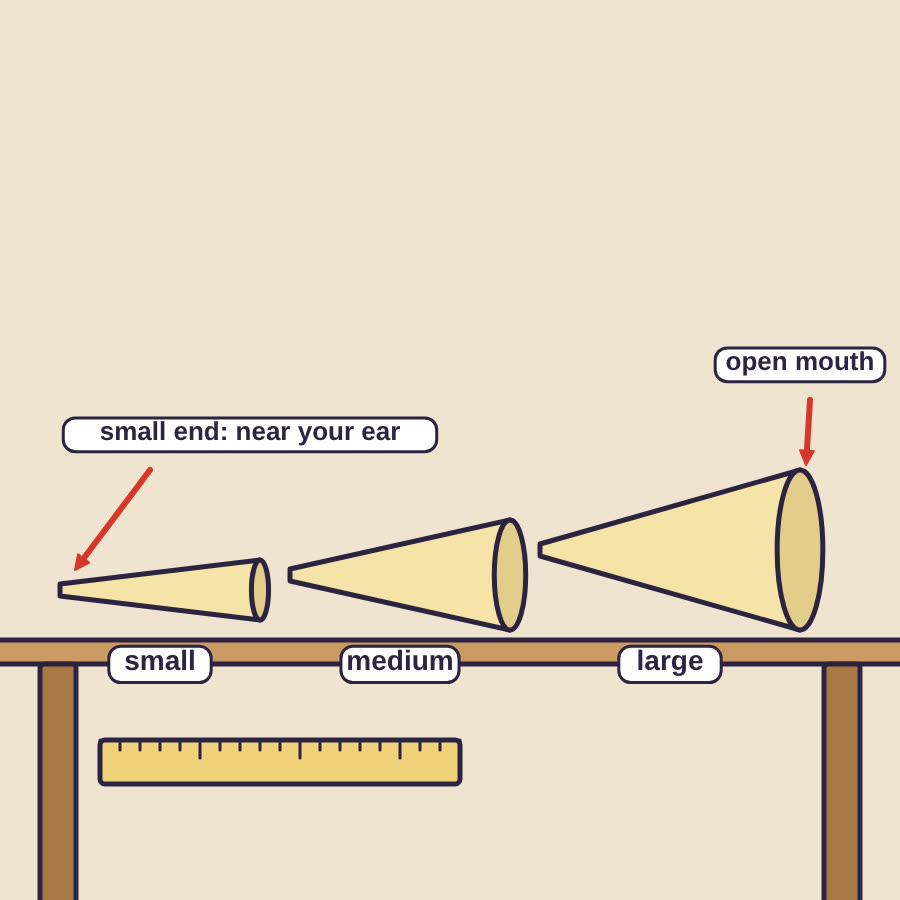 open mouth
small end: near your ear
small
medium
large